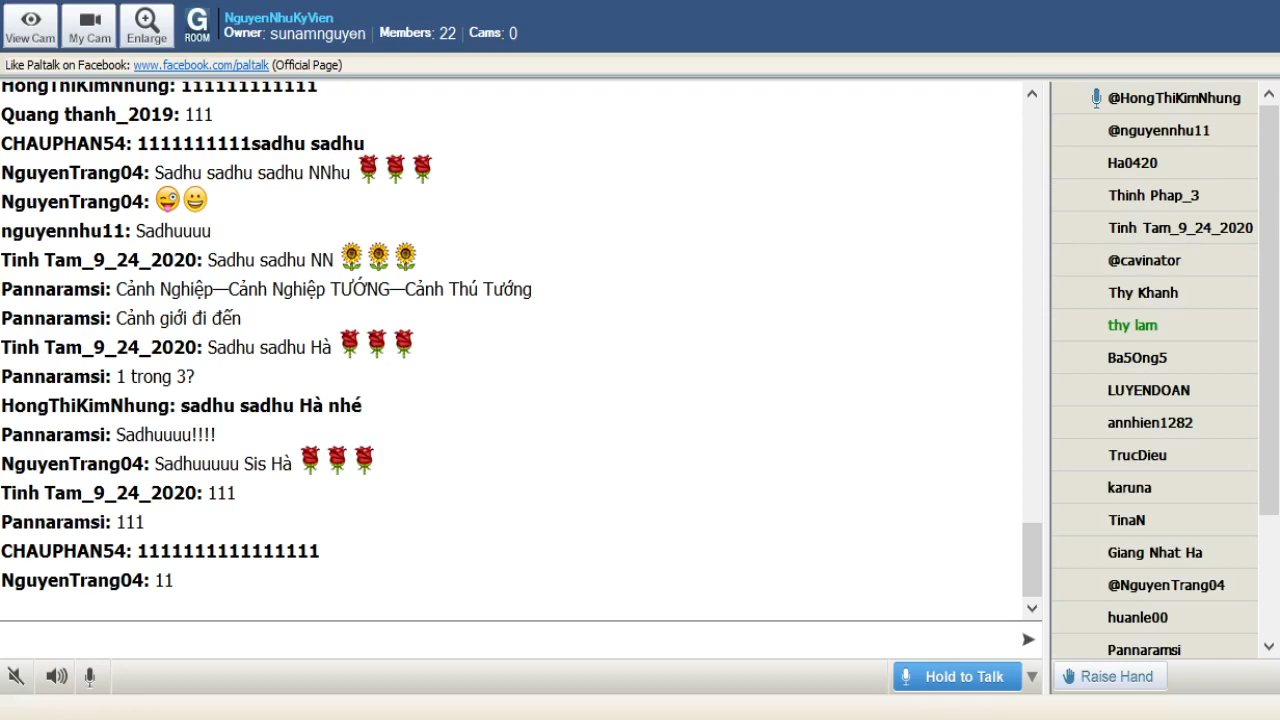 View Cam
My Cam
Enlarge
G
ROOM
NguyenNhuKyVien
Owner: sunamnguyen | Members: 22 | Cams: 0
Like Paltalk on Facebook: www.facebook.com/paltalk (Official Page)
HongThiKimNhung: 111111111111
Quang thanh_2019: 111
CHAUPHAN54: 1111111111sadhu sadhu
NguyenTrang04: Sadhu sadhu sadhu NNhu
NguyenTrang04:
nguyennhu11: Sadhuuuu
Tinh Tam_9_24_2020: Sadhu sadhu NN
Pannaramsi: Cảnh Nghiệp—Cảnh Nghiệp TƯỚNG—Cảnh Thú Tướng
Pannaramsi: Cảnh giới đi đến
Tinh Tam_9_24_2020: Sadhu sadhu Hà
Pannaramsi: 1 trong 3?
HongThiKimNhung: sadhu sadhu Hà nhé
Pannaramsi: Sadhuuuu!!!!
NguyenTrang04: Sadhuuuuu Sis Hà
Tinh Tam_9_24_2020: 111
Pannaramsi: 111
CHAUPHAN54: 1111111111111111
NguyenTrang04: 11
@HongThiKimNhung
@nguyennhu11
Ha0420
Thinh Phap_3
Tinh Tam_9_24_2020
@cavinator
Thy Khanh
thy lam
Ba5Ong5
LUYENDOAN
annhien1282
TrucDieu
karuna
TinaN
Giang Nhat Ha
@NguyenTrang04
huanle00
Pannaramsi
Hold to Talk
Raise Hand